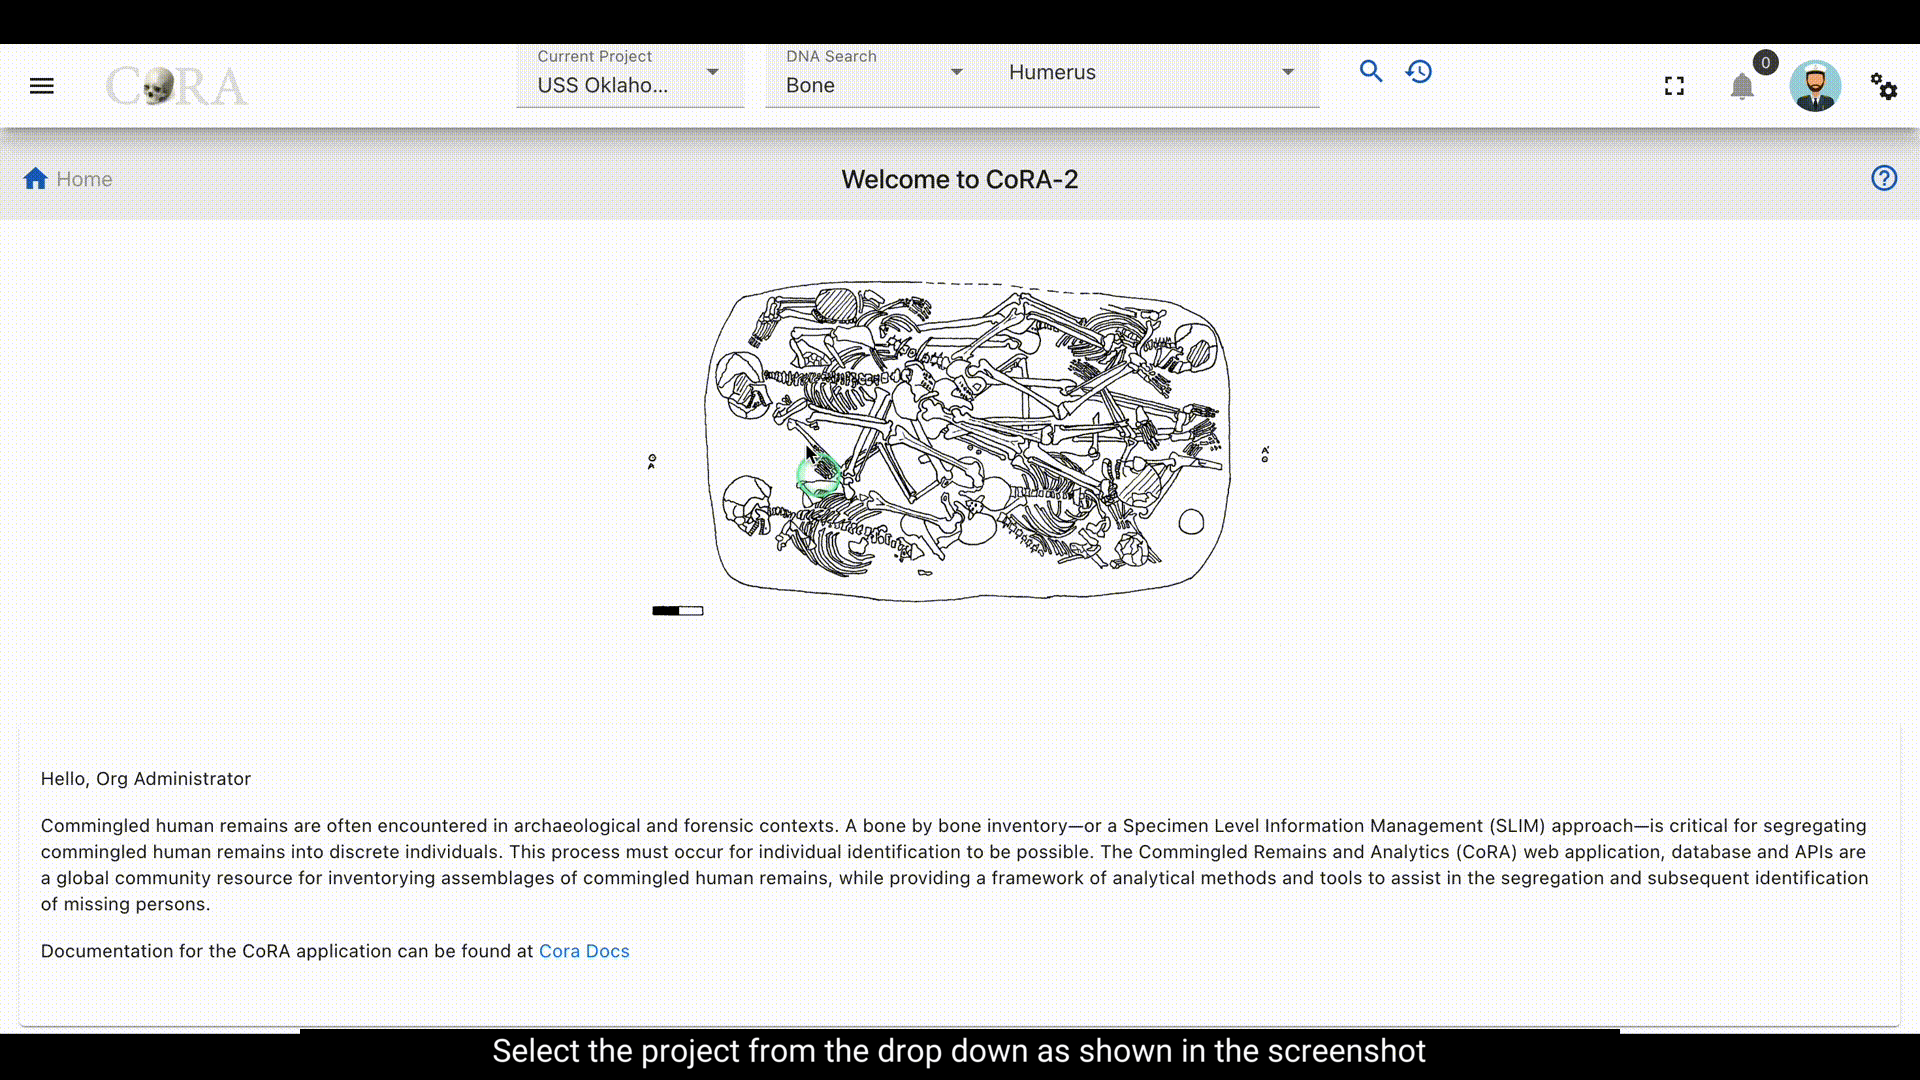 CORA
Current Project
USS Oklaho...
DNA Search
Bone
Humerus
0
Home
Welcome to CoRA-2
Hello, Org Administrator
Commingled human remains are often encountered in archaeological and forensic contexts. A bone by bone inventory—or a Specimen Level Information Management (SLIM) approach—is critical for segregating
commingled human remains into discrete individuals. This process must occur for individual identification to be possible. The Commingled Remains and Analytics (CoRA) web application, database and APIs are
a global community resource for inventorying assemblages of commingled human remains, while providing a framework of analytical methods and tools to assist in the segregation and subsequent identification
of missing persons.
Documentation for the CoRA application can be found at Cora Docs
Select the project from the drop down as shown in the screenshot